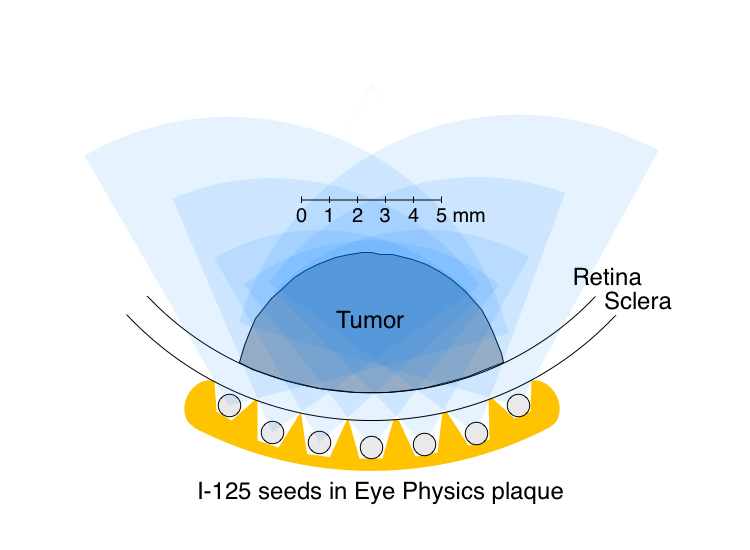 0 1 2 3 4 5 mm
Retina
Sclera
Tumor
I-125 seeds in Eye Physics plaque